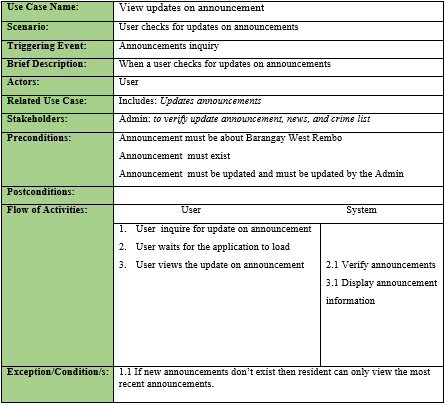 Use Case Name: View updates on announcement
Scenario: User checks for updates on announcements
Triggering Event: Announcements inquiry
Brief Description: When a user checks for updates on announcements
Actors: User
Related Use Case: Includes: Updates announcements
Stakeholders: Admin: to verify update announcement, news, and crime list
Preconditions: Announcement must be about Barangay West Rembo
Announcement must exist
Announcement must be updated and must be updated by the Admin
Postconditions:
Flow of Activities: User System
1. User inquire for update on announcement
2. User waits for the application to load
3. User views the update on announcement 2.1 Verify announcements
3.1 Display announcement
information
Exception/Condition/s: 1.1 If new announcements don’t exist then resident can only view the most
recent announcements.